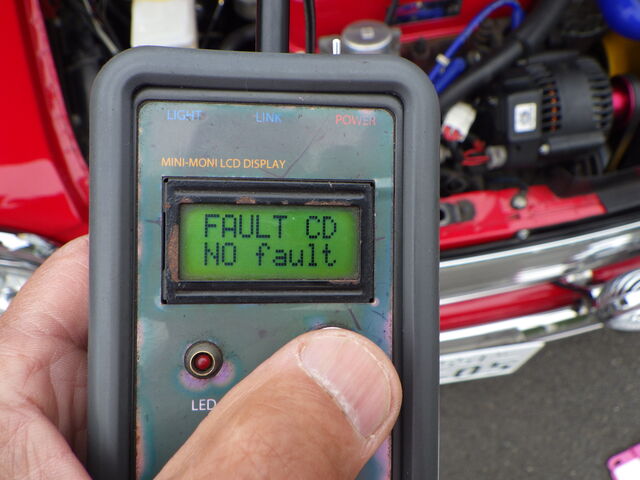 LIGHT LINK POWER
MINI-MONI LCD DISPLAY
FAULT CD
NO fault
LED